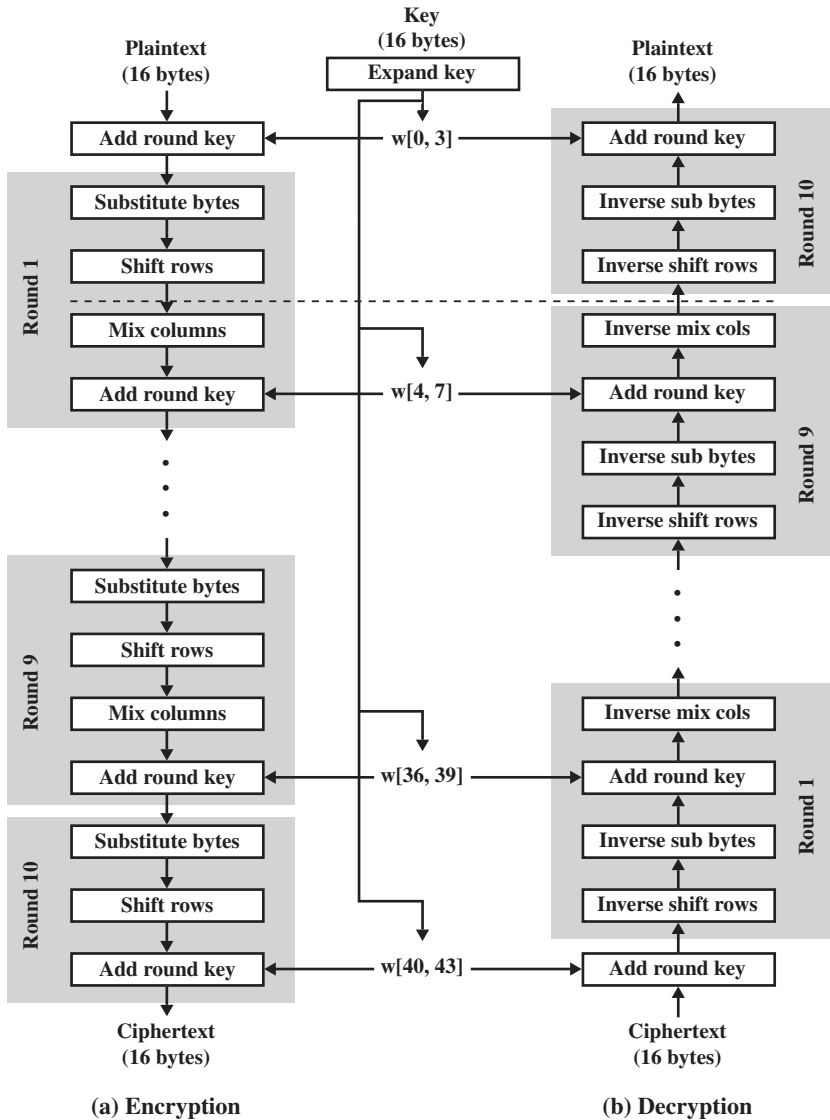 Key
(16 bytes)
Plaintext
(16 bytes)
Expand key
Plaintext
(16 bytes)
Add round key
w[0, 3]
Add round key
Round 1
Substitute bytes
Shift rows
Mix columns
Add round key
w[4, 7]
Round 10
Inverse sub bytes
Inverse shift rows
Round 9
Inverse mix cols
Add round key
Inverse sub bytes
Inverse shift rows
Round 9
Substitute bytes
Shift rows
Mix columns
Add round key
w[36, 39]
Round 1
Inverse mix cols
Add round key
Inverse sub bytes
Inverse shift rows
Round 10
Substitute bytes
Shift rows
Add round key
w[40, 43]
Add round key
Ciphertext
(16 bytes)
Ciphertext
(16 bytes)
(a) Encryption
(b) Decryption